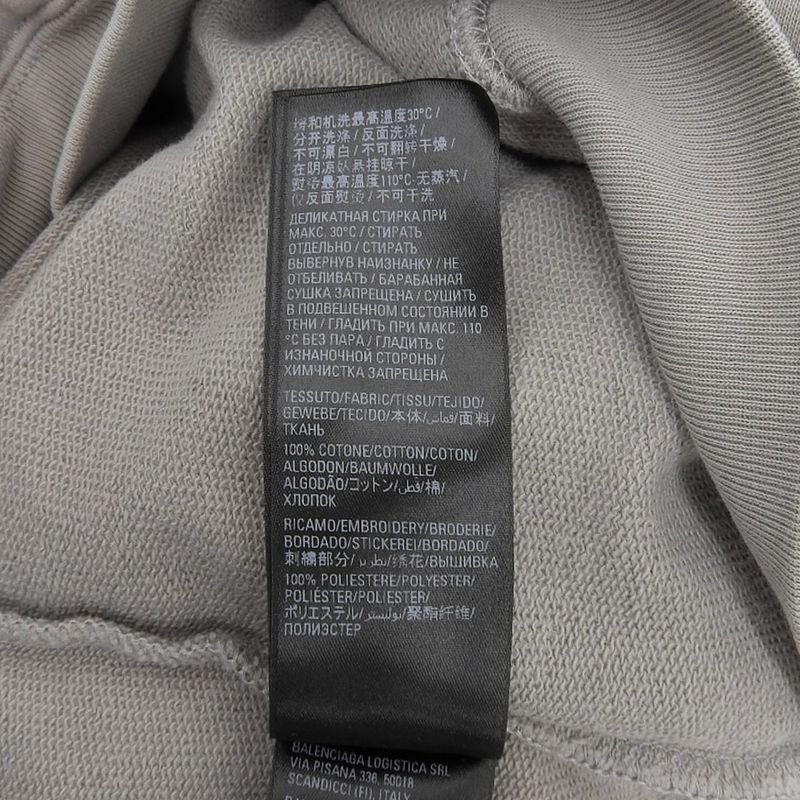 缓和机洗最高温度30°C/
分开洗涤/反面洗涤/
不可漂白/不可翻转干燥/
在阴凉处悬挂晾干/
熨烫最高温度110°C-无蒸汽/
仅反面熨烫/不可干洗
ДЕЛИКАТНАЯ СТИРКА ПРИ
МАКС. 30°C / СТИРАТЬ
ОТДЕЛЬНО / СТИРАТЬ
ВЫВЕРНУВ НАИЗНАНКУ / НЕ
ОТБЕЛИВАТЬ / БАРАБАННАЯ
СУШКА ЗАПРЕЩЕНА / СУШИТЬ
В ПОДВЕШЕННОМ СОСТОЯНИИ В
ТЕНИ / ГЛАДИТЬ ПРИ МАКС. 110
°C БЕЗ ПАРА / ГЛАДИТЬ С
ИЗНАНОЧНОЙ СТОРОНЫ /
ХИМЧИСТКА ЗАПРЕЩЕНА
TESSUTO/FABRIC/TISSU/TEJIDO/
GEWEBE/TECIDO/本体/قماش/面料/
ТКАНЬ
100% COTONE/COTTON/COTON/
ALGODON/BAUMWOLLE/
ALGODÃO/コットン/قطن/棉/
ХЛОПОК
RICAMO/EMBROIDERY/BRODERIE/
BORDADO/STICKEREI/BORDADO/
刺繍部分/تطريز/绣花/ВЫШИВКА
100% POLIESTERE/POLYESTER/
POLIÉSTER/POLYESTER/
ポリエステル/بوليستر/聚酯纤维/
ПОЛИЭСТЕР
BALENCIAGA LOGISTICA SRL
VIA PISANA 336, 50018
SCANDICCI (FI), ITALY